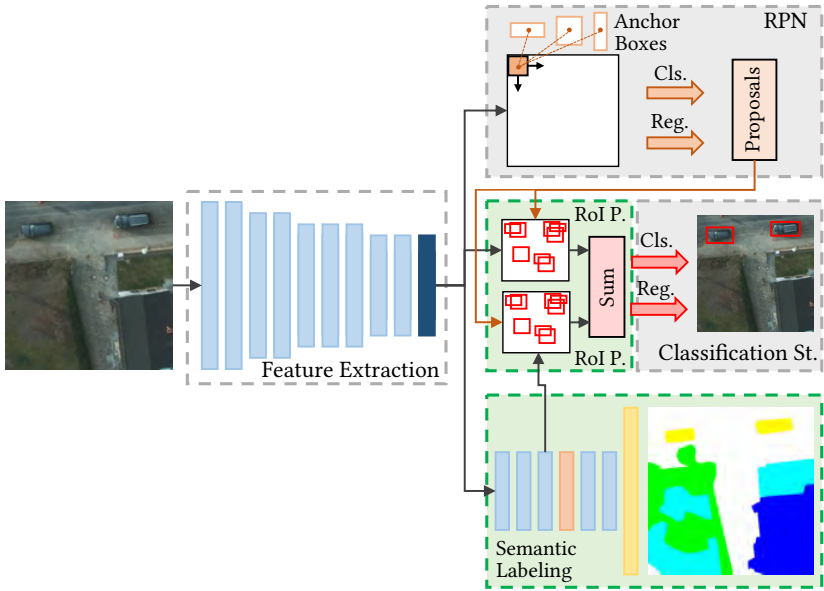 Anchor
Boxes
RPN
Cls.
Reg.
Proposals
RoI P.
Sum
Cls.
Reg.
RoI P.
Classification St.
Feature Extraction
Semantic
Labeling